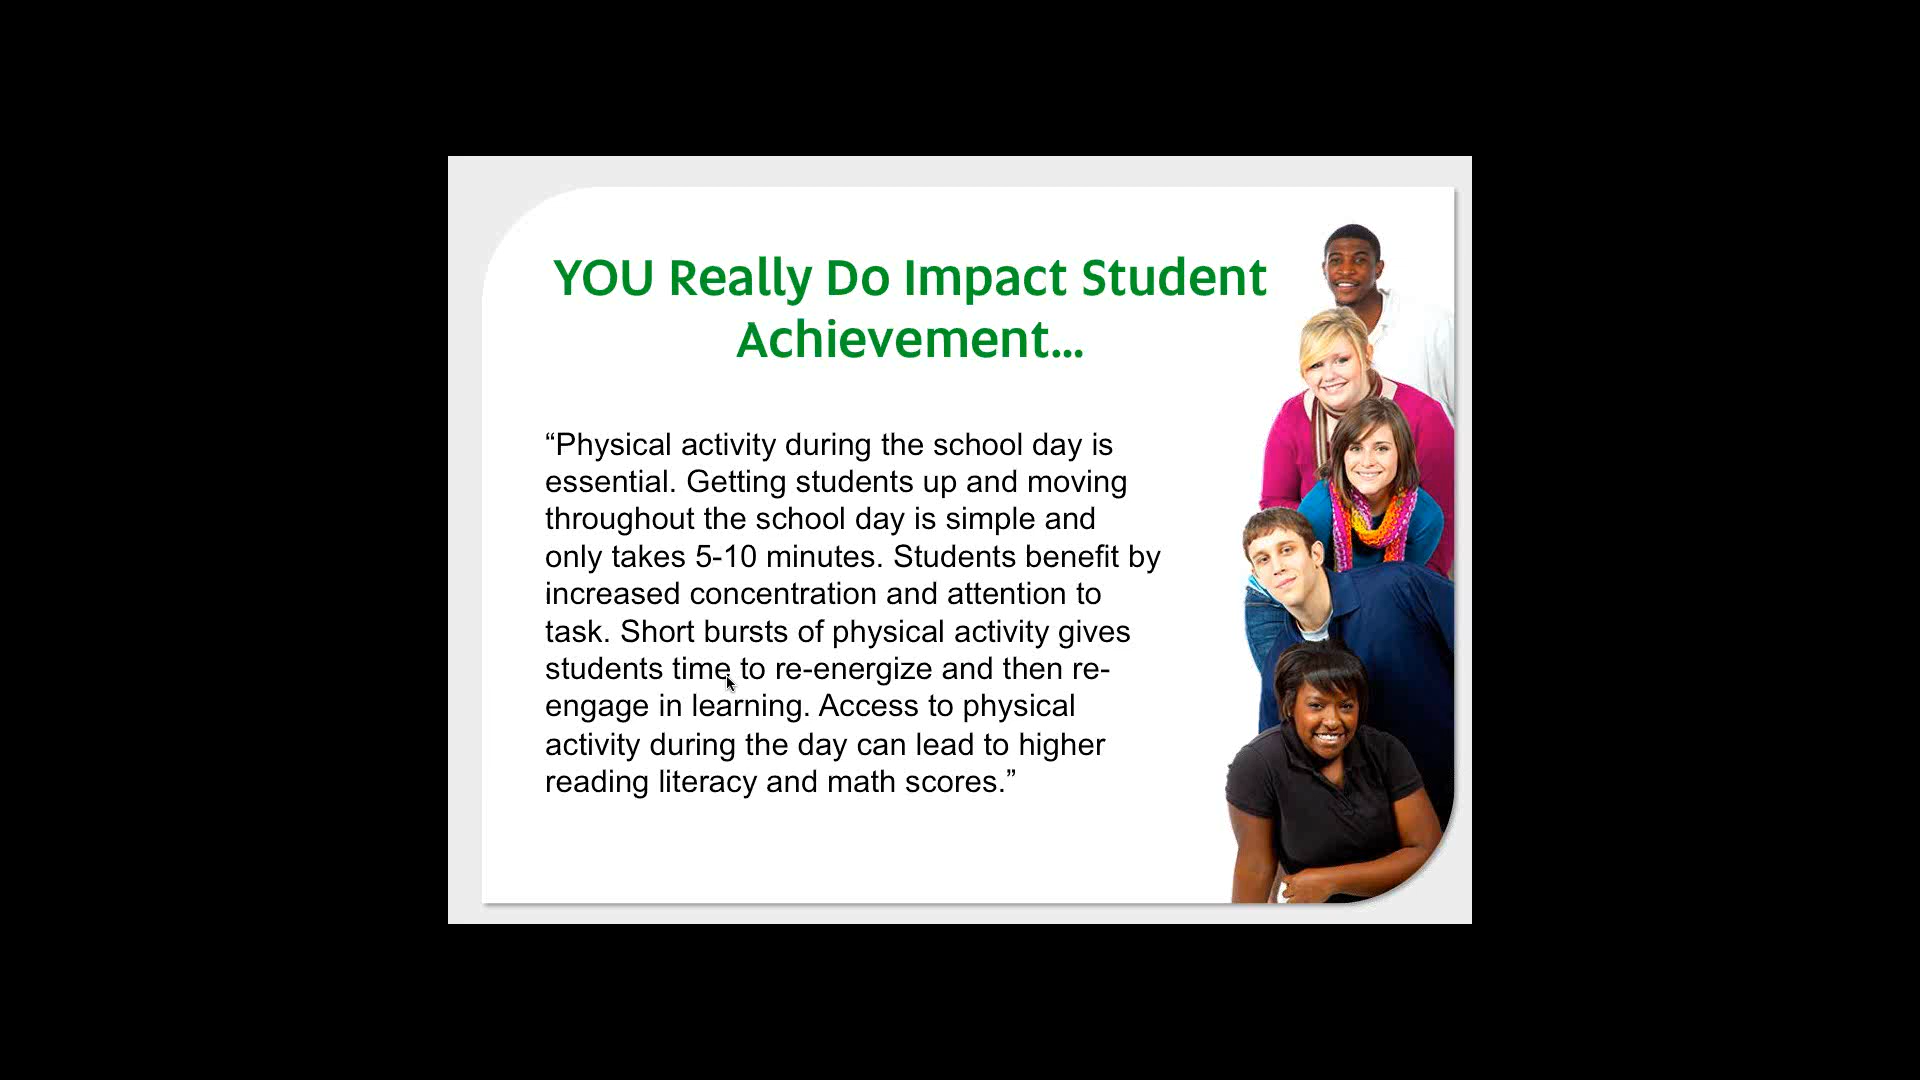 YOU Really Do Impact Student
Achievement...
“Physical activity during the school day is
essential. Getting students up and moving
throughout the school day is simple and
only takes 5-10 minutes. Students benefit by
increased concentration and attention to
task. Short bursts of physical activity gives
students time to re-energize and then re-
engage in learning. Access to physical
activity during the day can lead to higher
reading literacy and math scores.”